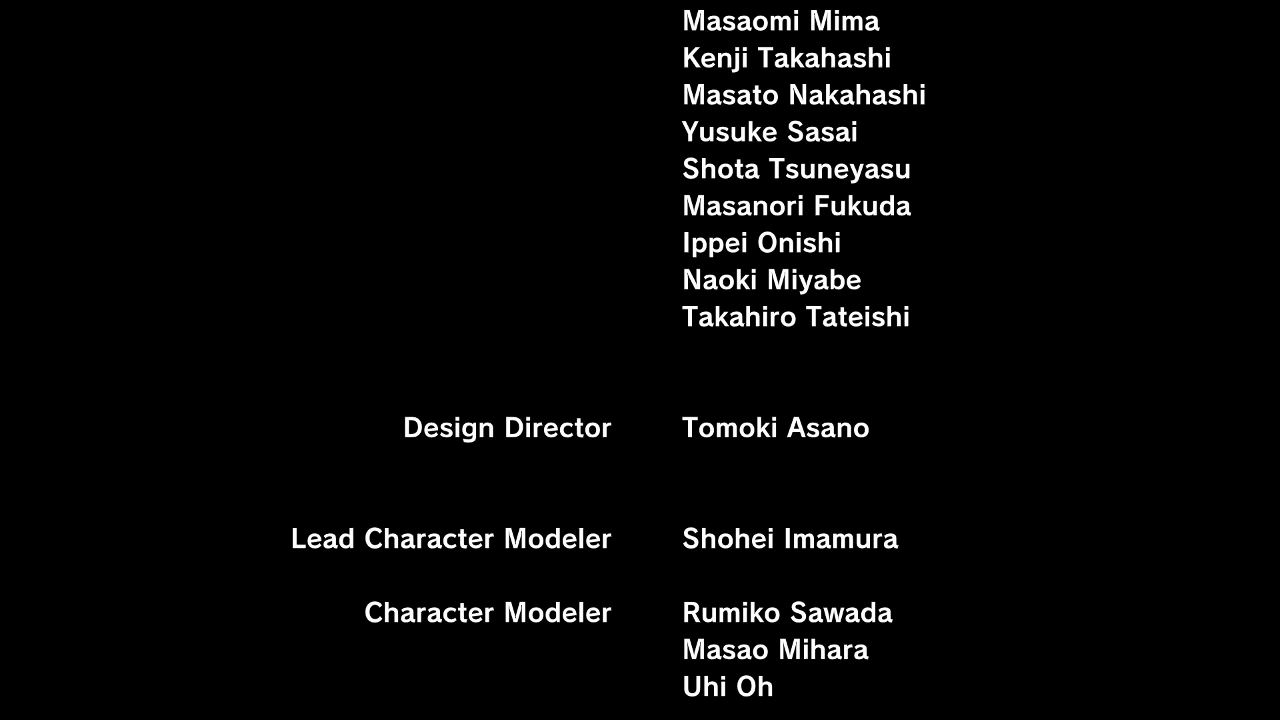 Masaomi Mima
Kenji Takahashi
Masato Nakahashi
Yusuke Sasai
Shota Tsuneyasu
Masanori Fukuda
Ippei Onishi
Naoki Miyabe
Takahiro Tateishi
Design Director Tomoki Asano
Lead Character Modeler Shohei Imamura
Character Modeler Rumiko Sawada
Masao Mihara
Uhi Oh